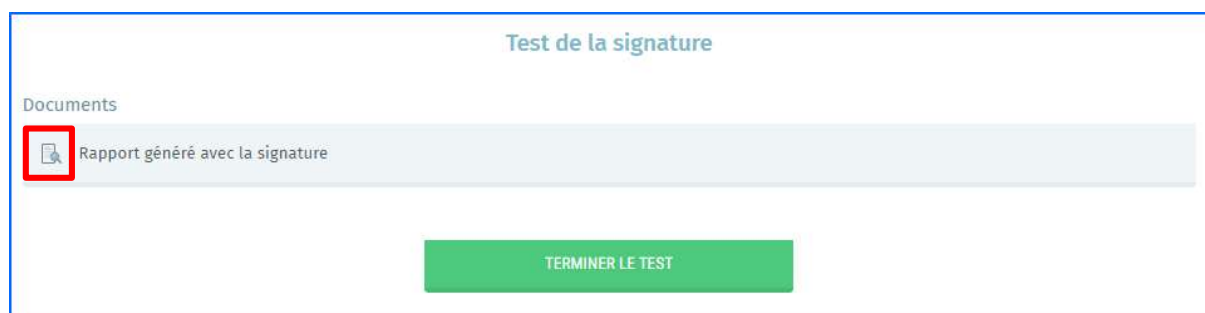 Test de la signature
Documents
Rapport généré avec la signature
TERMINER LE TEST